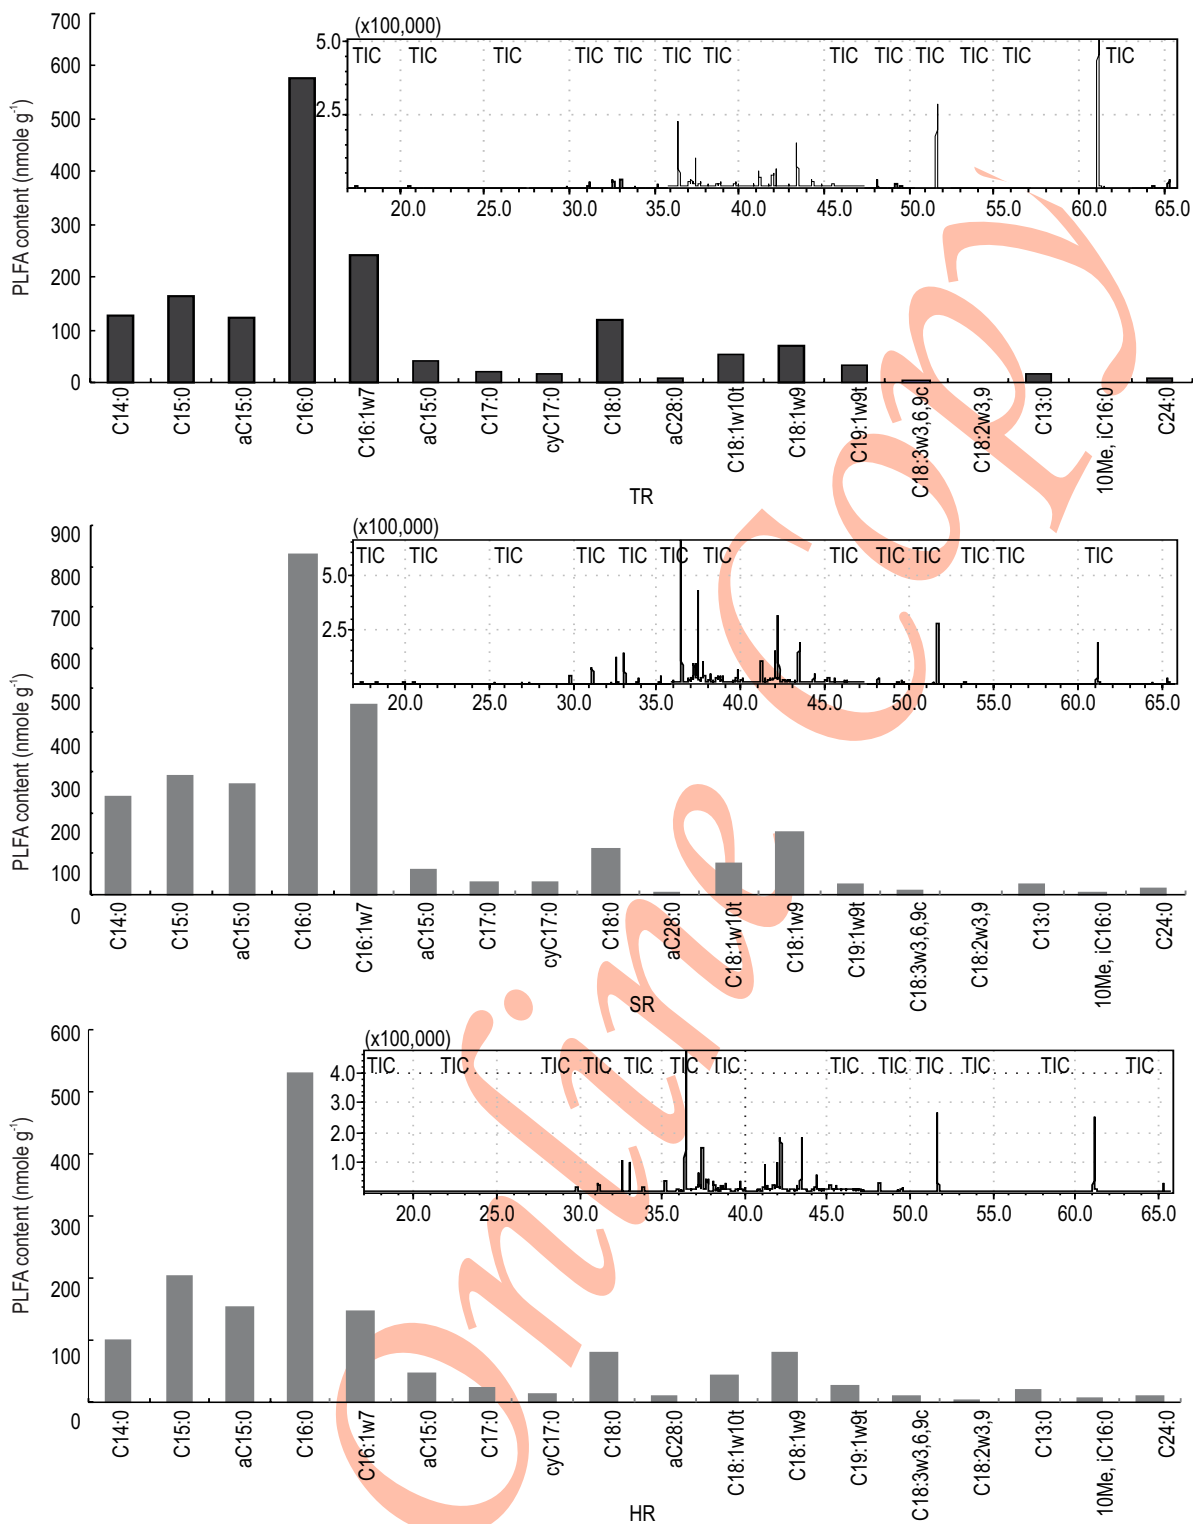 700
600
500
400
300
200
100
0
PLFA content (nmole g-1)
(x100,000)
5.0
2.5
TIC TIC TIC TIC TIC TIC TIC TIC TIC TIC TIC TIC TIC
20.0 25.0 30.0 35.0 40.0 45.0 50.0 55.0 60.0 65.0
C14:0
C15:0
aC15:0
C16:0
C16:1w7
aC15:0
C17:0
cyC17:0
C18:0
aC28:0
C18:1w10t
C18:1w9
C19:1w9t
C18:3w3,6,9c
C18:2w3,9
C13:0
10Me, iC16:0
C24:0
TR
900
800
700
600
500
400
300
200
100
0
PLFA content (nmole g-1)
(x100,000)
5.0
2.5
TIC TIC TIC TIC TIC TIC TIC TIC TIC TIC TIC TIC TIC
20.0 25.0 30.0 35.0 40.0 45.0 50.0 55.0 60.0 65.0
C14:0
C15:0
aC15:0
C16:0
C16:1w7
aC15:0
C17:0
cyC17:0
C18:0
aC28:0
C18:1w10t
C18:1w9
C19:1w9t
C18:3w3,6,9c
C18:2w3,9
C13:0
10Me, iC16:0
C24:0
SR
600
500
400
300
200
100
0
PLFA content (nmole g-1)
(x100,000)
4.0
3.0
2.0
1.0
TIC TIC TIC TIC TIC TIC TIC TIC TIC TIC TIC TIC TIC
20.0 25.0 30.0 35.0 40.0 45.0 50.0 55.0 60.0 65.0
C14:0
C15:0
aC15:0
C16:0
C16:1w7
aC15:0
C17:0
cyC17:0
C18:0
aC28:0
C18:1w10t
C18:1w9
C19:1w9t
C18:3w3,6,9c
C18:2w3,9
C13:0
10Me, iC16:0
C24:0
HR
Online Copy